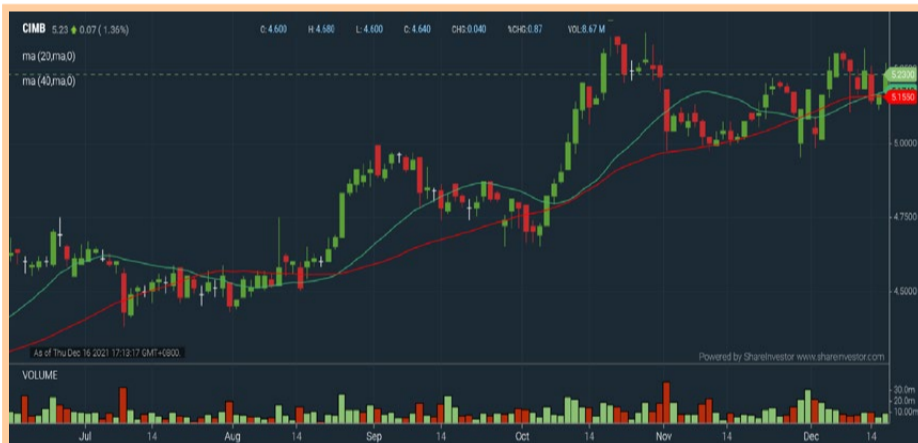 CIMB 5.23 0.07 ( 1.36%) O: 4.600 H: 4.680 L: 4.600 C: 4.640 CHG:0.040 %CHG:0.87 VOL:8.67 M
ma (20,ma,0)
ma (40,ma,0)
5.2300
5.1590
5.0000
4.7500
4.5000
As of Thu Dec 16 2021 17:13:17 GMT+0800.
Powered by ShareInvestor www.shareinvestor.com
VOLUME
30.0m
20.0m
10.00m
Jul 14 Aug 14 Sep 14 Oct 14 Nov 14 Dec 14